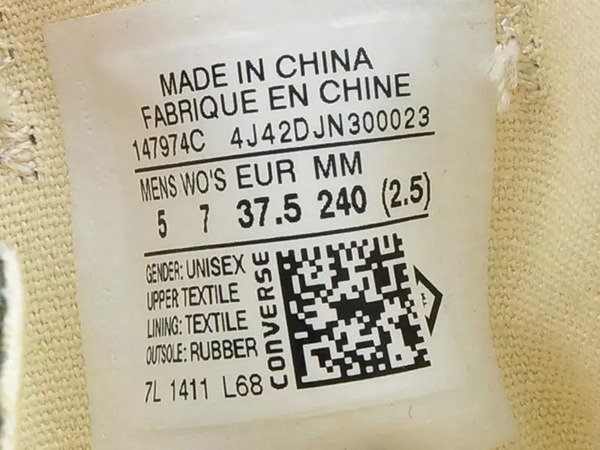 MADE IN CHINA
FABRIQUE EN CHINE
147974C 4J42DJN300023
MENS WO'S EUR MM
5 7 37.5 240 (2.5)
GENDER: UNISEX
UPPER TEXTILE
LINING: TEXTILE
OUTSOLE: RUBBER
7L 1411 L68
CONVERSE